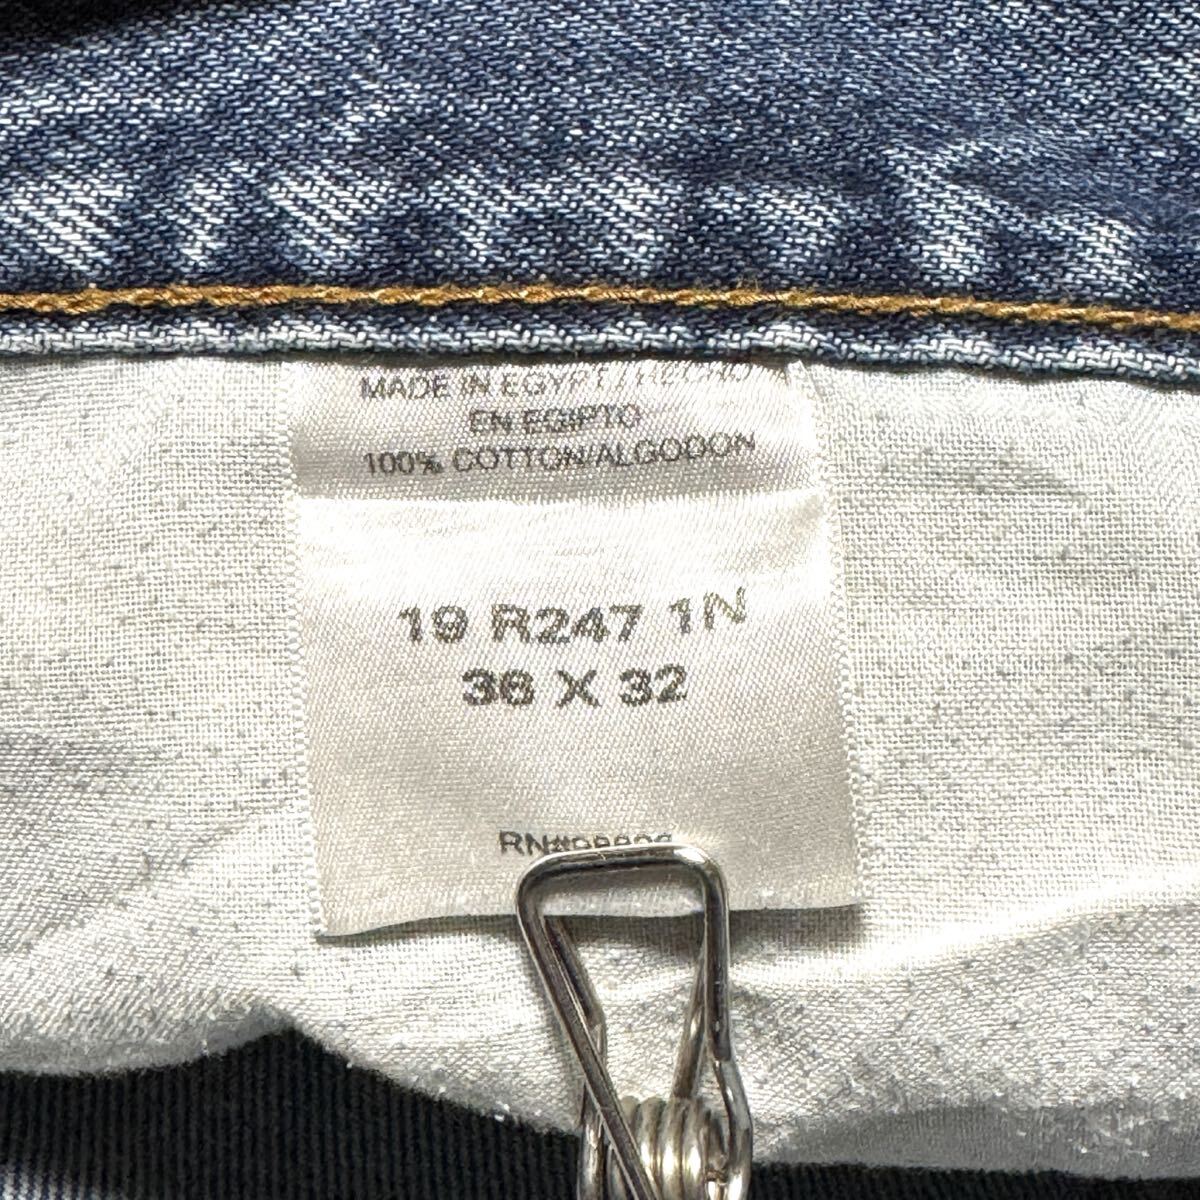 MADE IN EGYPT / HECHO
EN EGIPTO
100% COTTON/ALGODON
19 R247 1N
36 X 32